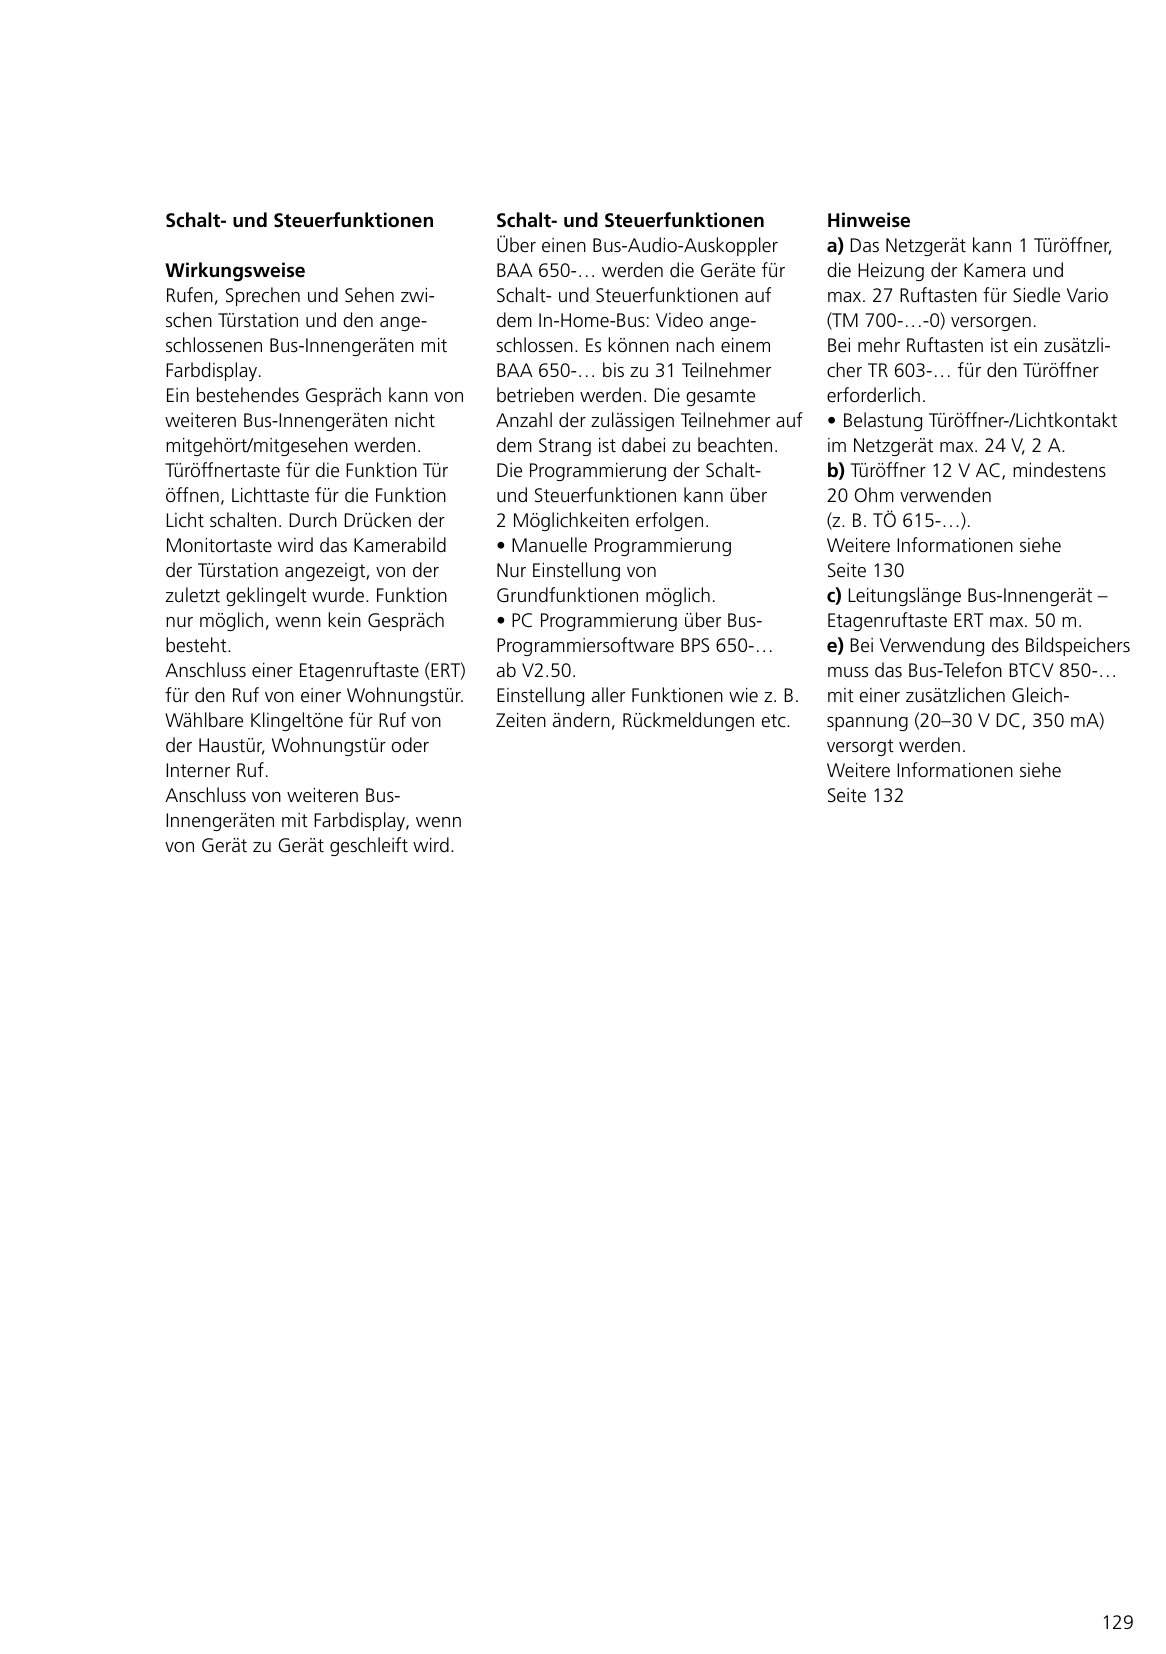 Schalt- und Steuerfunktionen
Wirkungsweise
Rufen, Sprechen und Sehen zwi-
schen Türstation und den ange-
schlossenen Bus-Innengeräten mit
Farbdisplay.
Ein bestehendes Gespräch kann von
weiteren Bus-Innengeräten nicht
mitgehört/mitgesehen werden.
Türöffnertaste für die Funktion Tür
öffnen, Lichttaste für die Funktion
Licht schalten. Durch Drücken der
Monitortaste wird das Kamerabild
der Türstation angezeigt, von der
zuletzt geklingelt wurde. Funktion
nur möglich, wenn kein Gespräch
besteht.
Anschluss einer Etagenruftaste (ERT)
für den Ruf von einer Wohnungstür.
Wählbare Klingeltöne für Ruf von
der Haustür, Wohnungstür oder
Interner Ruf.
Anschluss von weiteren Bus-
Innengeräten mit Farbdisplay, wenn
von Gerät zu Gerät geschleift wird.
Schalt- und Steuerfunktionen
Über einen Bus-Audio-Auskoppler
BAA 650-… werden die Geräte für
Schalt- und Steuerfunktionen auf
dem In-Home-Bus: Video ange-
schlossen. Es können nach einem
BAA 650-… bis zu 31 Teilnehmer
betrieben werden. Die gesamte
Anzahl der zulässigen Teilnehmer auf
dem Strang ist dabei zu beachten.
Die Programmierung der Schalt-
und Steuerfunktionen kann über
2 Möglichkeiten erfolgen.
• Manuelle Programmierung
Nur Einstellung von
Grundfunktionen möglich.
• PC Programmierung über Bus-
Programmiersoftware BPS 650-…
ab V2.50.
Einstellung aller Funktionen wie z. B.
Zeiten ändern, Rückmeldungen etc.
Hinweise
a) Das Netzgerät kann 1 Türöffner,
die Heizung der Kamera und
max. 27 Ruftasten für Siedle Vario
(TM 700-…-0) versorgen.
Bei mehr Ruftasten ist ein zusätzli-
cher TR 603-… für den Türöffner
erforderlich.
• Belastung Türöffner-/Lichtkontakt
im Netzgerät max. 24 V, 2 A.
b) Türöffner 12 V AC, mindestens
20 Ohm verwenden
(z. B. TÖ 615-…).
Weitere Informationen siehe
Seite 130
c) Leitungslänge Bus-Innengerät –
Etagenruftaste ERT max. 50 m.
e) Bei Verwendung des Bildspeichers
muss das Bus-Telefon BTCV 850-…
mit einer zusätzlichen Gleich-
spannung (20–30 V DC, 350 mA)
versorgt werden.
Weitere Informationen siehe
Seite 132
129